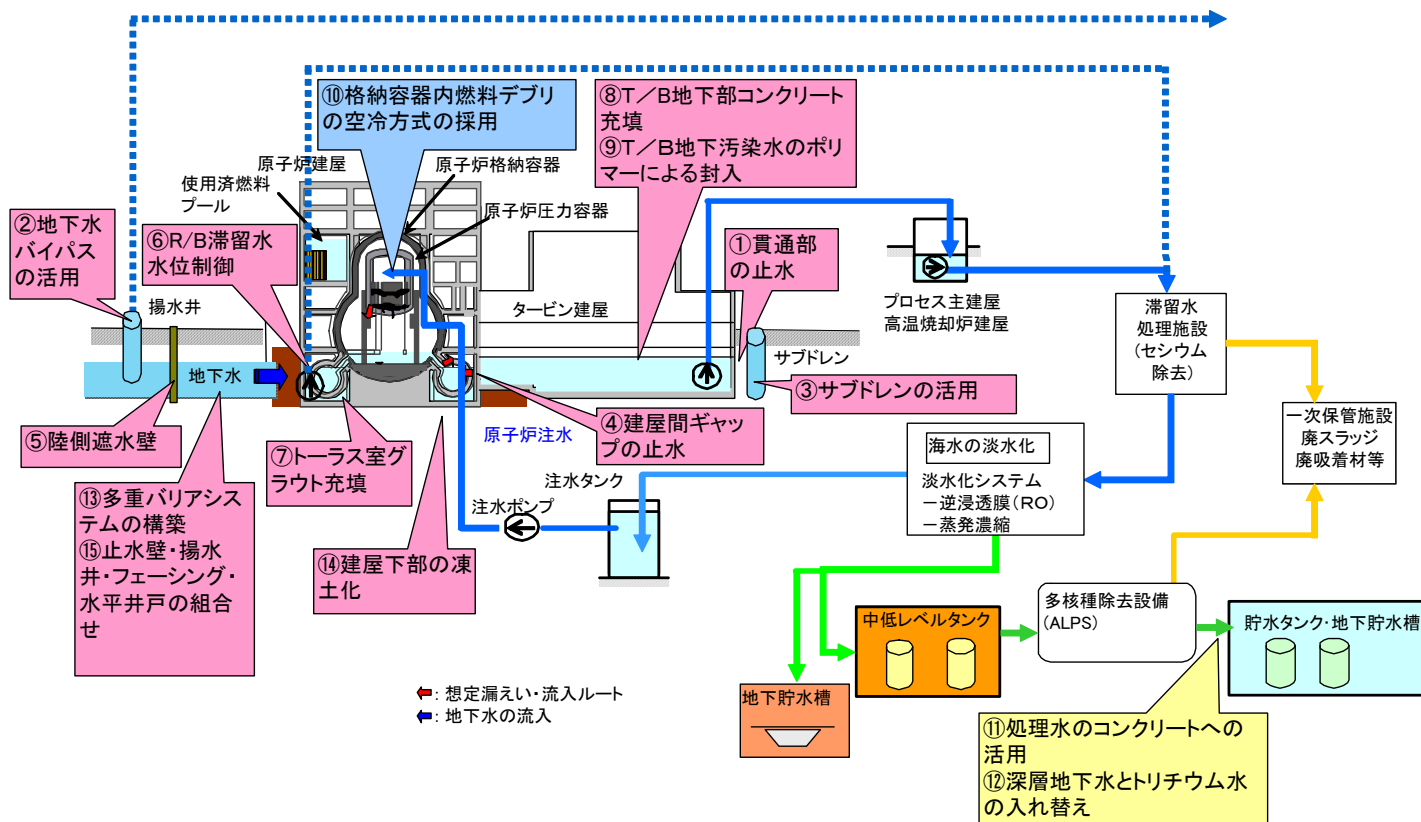 ⑩格納容器内燃料デブリ
の空冷方式の採用
⑧T／B地下部コンクリート
充填
⑨T／B地下汚染水のポリ
マーによる封入
原子炉建屋
原子炉格納容器
使用済燃料
プール
原子炉圧力容器
②地下水
バイパス
の活用
⑥R/B滞留水
水位制御
①貫通部
の止水
揚水井
タービン建屋
プロセス主建屋
高温焼却炉建屋
滞留水
処理施設
(セシウム
除去)
サブドレン
地下水
③サブドレンの活用
⑤陸側遮水壁
⑦トーラス室グ
ラウト充填
原子炉注水
④建屋間ギャッ
プの止水
一次保管施設
廃スラッジ
廃吸着材等
海水の淡水化
淡水化システム
－逆浸透膜(RO)
－蒸発濃縮
⑬多重バリアシス
テムの構築
⑮止水壁・揚水
井・フェーシング・
水平井戸の組合
せ
注水タンク
注水ポンプ
⑭建屋下部の凍
土化
中低レベルタンク
多核種除去設備
(ALPS)
貯水タンク・地下貯水槽
地下貯水槽
：想定漏えい・流入ルート
：地下水の流入
⑪処理水のコンクリートへの
活用
⑫深層地下水とトリチウム水
の入れ替え